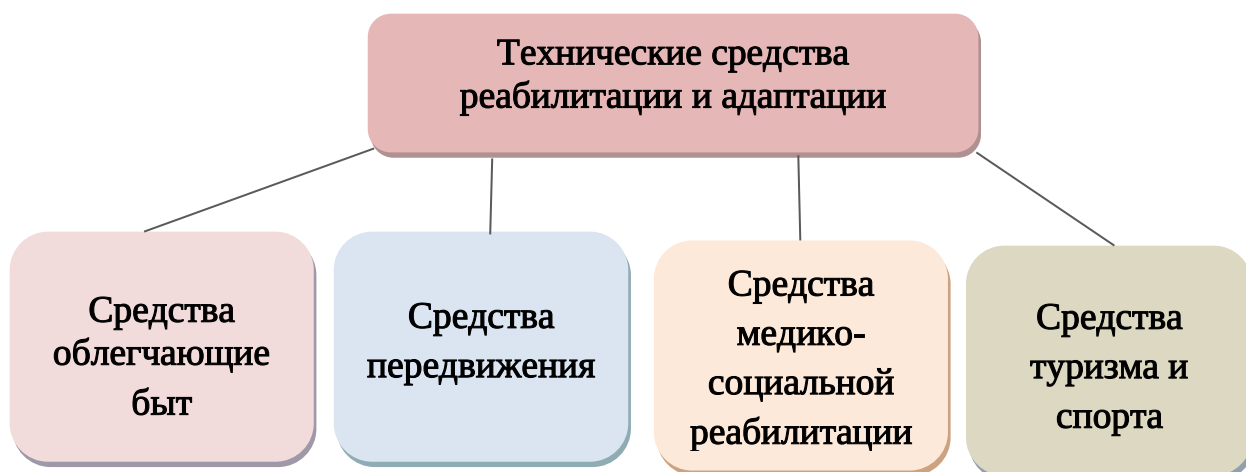 Технические средства
реабилитации и адаптации
Средства
облегчающие
быт
Средства
передвижения
Средства
медико-
социальной
реабилитации
Средства
туризма и
спорта